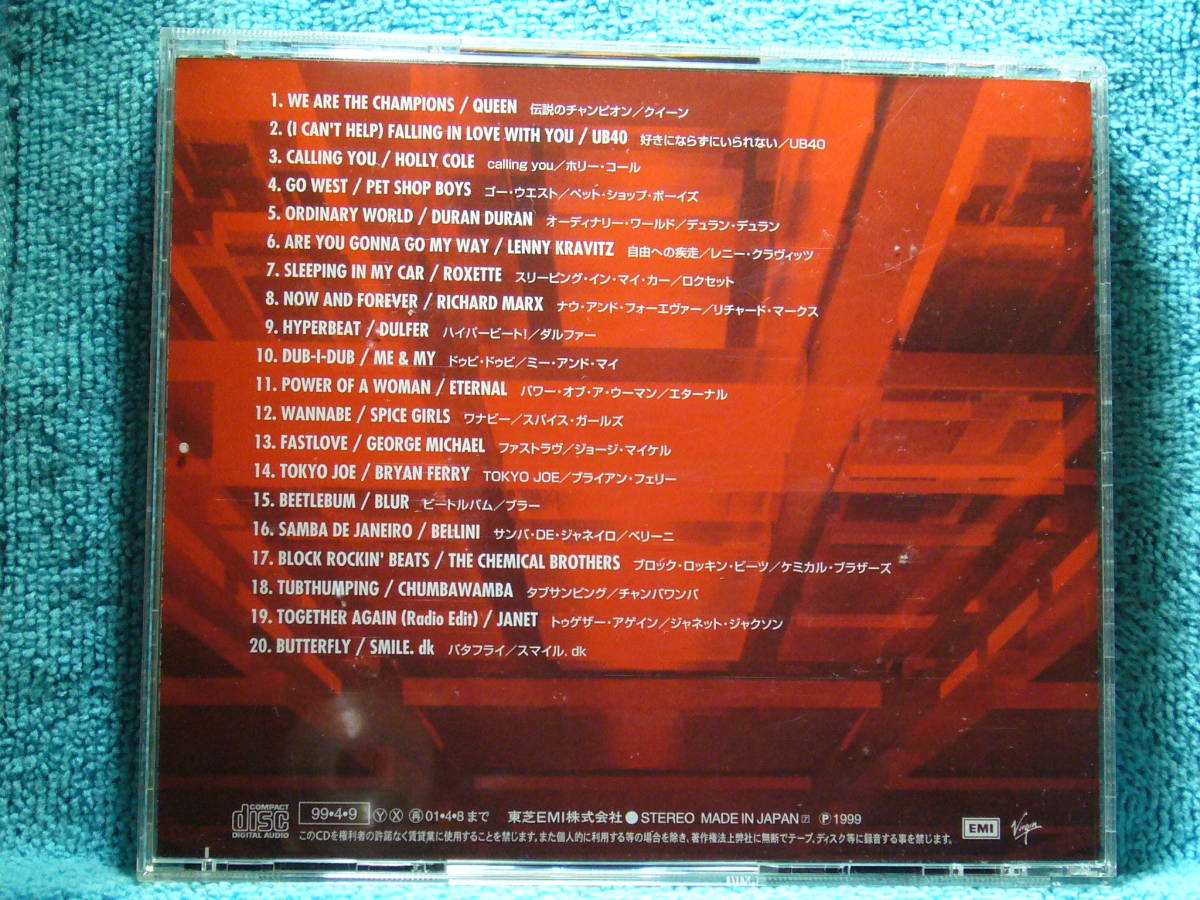 1. WE ARE THE CHAMPIONS / QUEEN 伝説のチャンピオン／クイーン
2. (I CAN'T HELP) FALLING IN LOVE WITH YOU / UB40 好きにならずにいられない／UB40
3. CALLING YOU / HOLLY COLE calling you／ホリー・コール
4. GO WEST / PET SHOP BOYS ゴー・ウエスト／ペット・ショップ・ボーイズ
5. ORDINARY WORLD / DURAN DURAN オーディナリー・ワールド／デュラン・デュラン
6. ARE YOU GONNA GO MY WAY / LENNY KRAVITZ 自由への疾走／レニー・クラヴィッツ
7. SLEEPING IN MY CAR / ROXETTE スリーピング・イン・マイ・カー／ロクセット
8. NOW AND FOREVER / RICHARD MARX ナウ・アンド・フォーエヴァー／リチャード・マークス
9. HYPERBEAT / DULFER ハイパービート!／ダルファー
10. DUB-I-DUB / ME & MY ドゥビ・ドゥビ／ミー・アンド・マイ
11. POWER OF A WOMAN / ETERNAL パワー・オブ・ア・ウーマン／エターナル
12. WANNABE / SPICE GIRLS ワナビー／スパイス・ガールズ
13. FASTLOVE / GEORGE MICHAEL ファストラヴ／ジョージ・マイケル
14. TOKYO JOE / BRYAN FERRY TOKYO JOE／ブライアン・フェリー
15. BEETLEBUM / BLUR ビートルバム／ブラー
16. SAMBA DE JANEIRO / BELLINI サンバ・DE・ジャネイロ／ベリーニ
17. BLOCK ROCKIN' BEATS / THE CHEMICAL BROTHERS ブロック・ロッキン・ビーツ／ケミカル・ブラザーズ
18. TUBTHUMPING / CHUMBAWAMBA タブサンピング／チャンバワンバ
19. TOGETHER AGAIN (Radio Edit) / JANET トゥゲザー・アゲイン／ジャネット・ジャクソン
20. BUTTERFLY / SMILE. dk バタフライ／スマイル. dk
COMPACT disc DIGITAL AUDIO 99・4・9 Ⓨ Ⓧ ㊢ 01・4・8まで 東芝EMI株式会社 ● STEREO MADE IN JAPAN ℗ 1999
このCDを権利者の許諾なく賃貸業に使用することを禁じます。また個人的に利用する等の場合を除き、著作権法上弊社に無断でテープ、ディスク等に録音する事を禁じます。
EMI Virgin